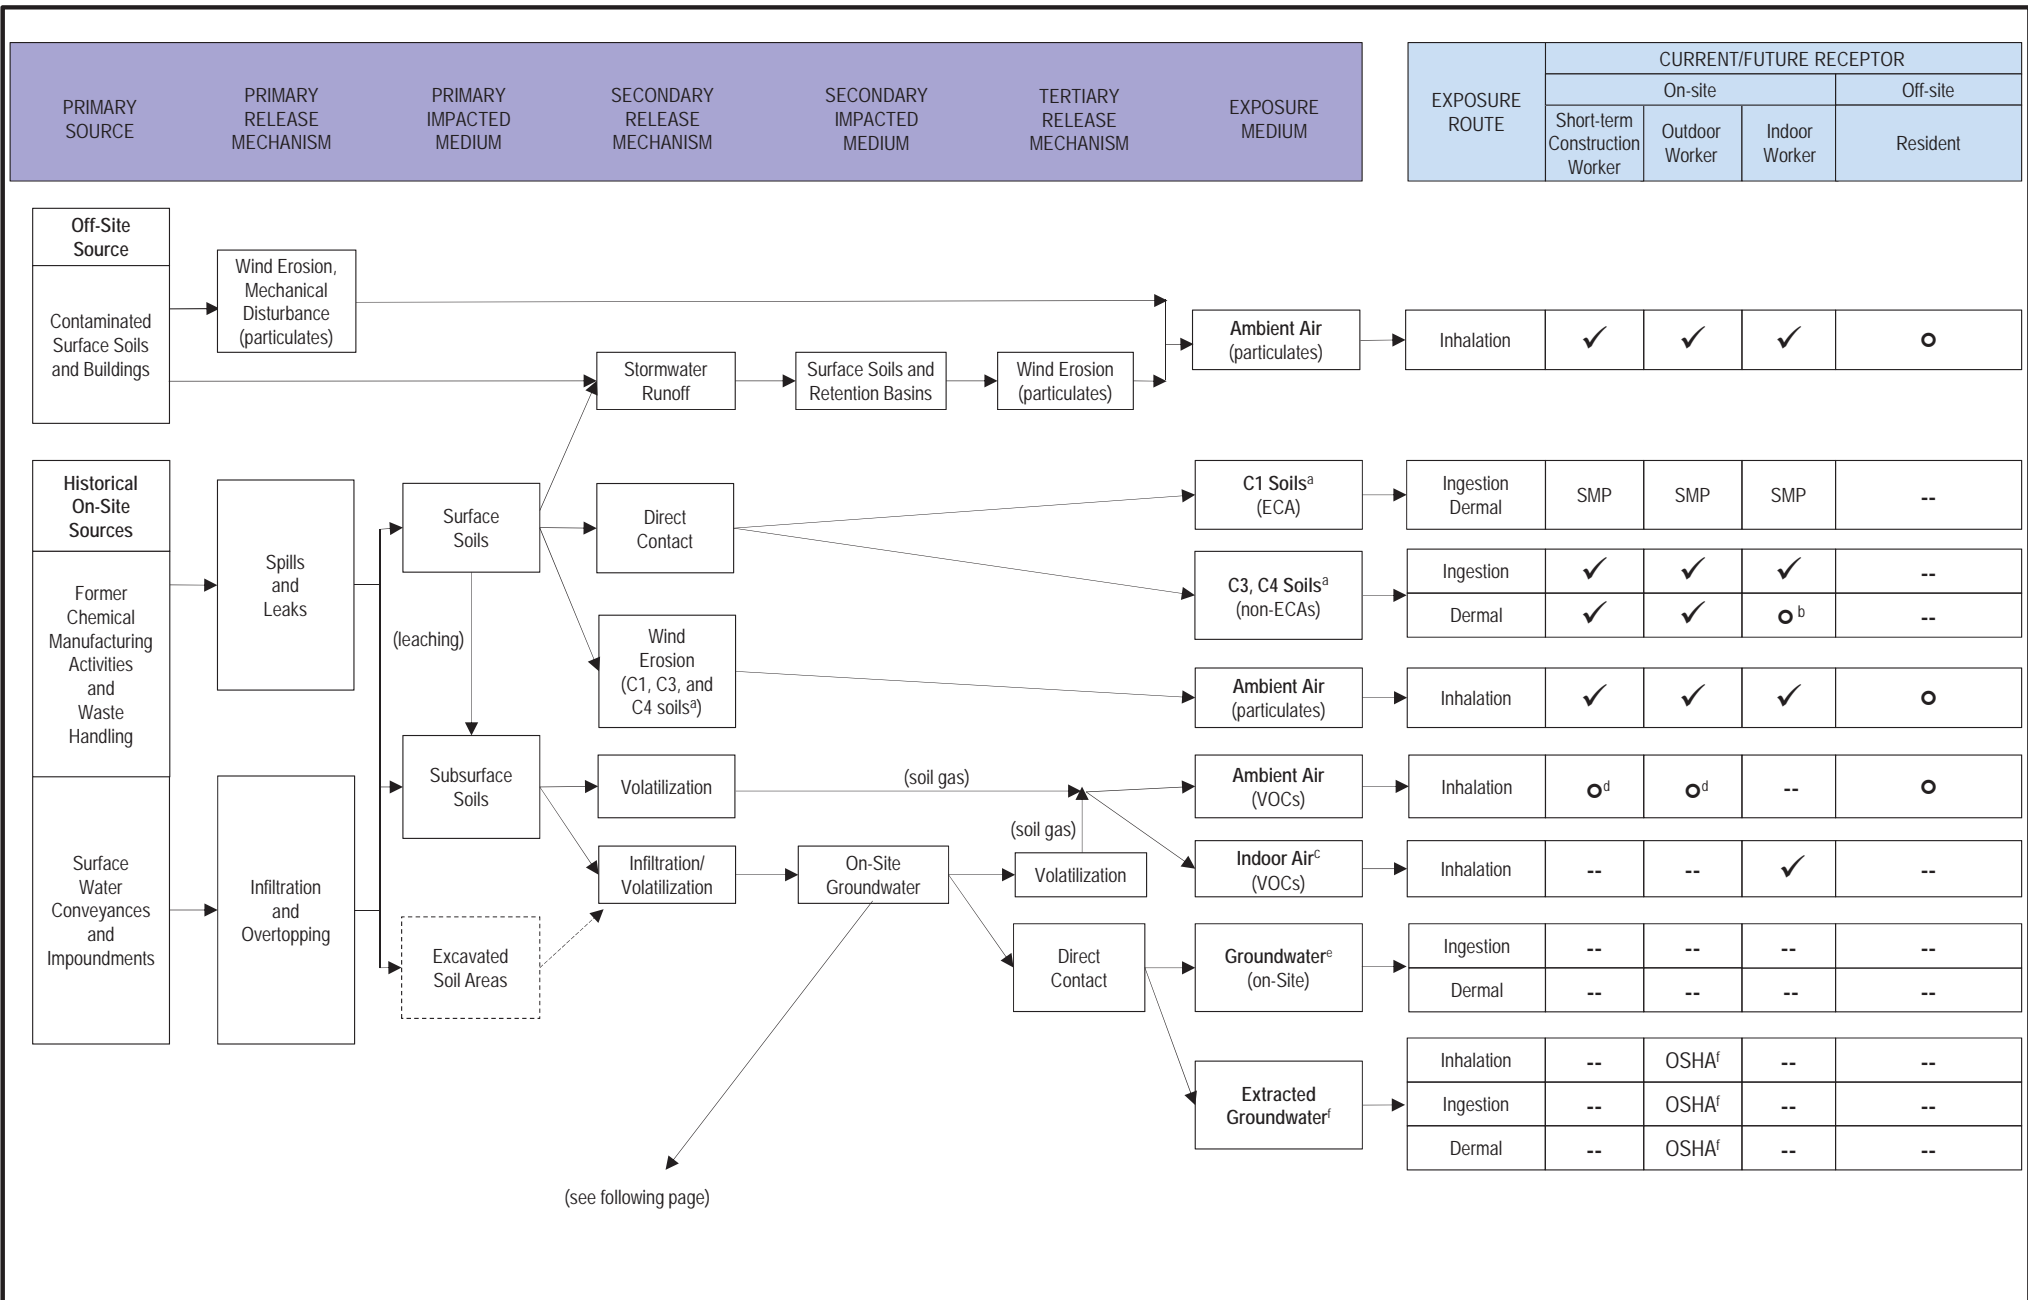 PRIMARY
SOURCE
PRIMARY
RELEASE
MECHANISM
PRIMARY
IMPACTED
MEDIUM
SECONDARY
RELEASE
MECHANISM
SECONDARY
IMPACTED
MEDIUM
TERTIARY
RELEASE
MECHANISM
EXPOSURE
MEDIUM
EXPOSURE
ROUTE
CURRENT/FUTURE RECEPTOR
On-site
Off-site
Short-term
Construction
Worker
Outdoor
Worker
Indoor
Worker
Resident
Off-Site
Source
Contaminated
Surface Soils
and Buildings
Wind Erosion,
Mechanical
Disturbance
(particulates)
Stormwater
Runoff
Surface Soils and
Retention Basins
Wind Erosion
(particulates)
Ambient Air
(particulates)
Inhalation ✓ ✓ ✓ o
Historical
On-Site
Sources
Former
Chemical
Manufacturing
Activities
and
Waste
Handling
Surface
Water
Conveyances
and
Impoundments
Spills
and
Leaks
Infiltration
and
Overtopping
Surface
Soils
(leaching)
Subsurface
Soils
Excavated
Soil Areas
Direct
Contact
Wind
Erosion
(C1, C3, and
C4 soilsa)
Volatilization
Infiltration/
Volatilization
(soil gas)
On-Site
Groundwater
(soil gas)
Volatilization
Direct
Contact
(see following page)
C1 Soilsa
(ECA)
Ingestion
Dermal
SMP SMP SMP --
C3, C4 Soilsa
(non-ECAs)
Ingestion ✓ ✓ ✓ --
Dermal ✓ ✓ o b --
Ambient Air
(particulates)
Inhalation ✓ ✓ ✓ o
Ambient Air
(VOCs)
Inhalation od od -- o
Indoor Airc
(VOCs)
Inhalation -- -- ✓ --
Groundwatere
(on-Site)
Ingestion -- -- -- --
Dermal -- -- -- --
Extracted
Groundwaterf
Inhalation -- OSHAf -- --
Ingestion -- OSHAf -- --
Dermal -- OSHAf -- --